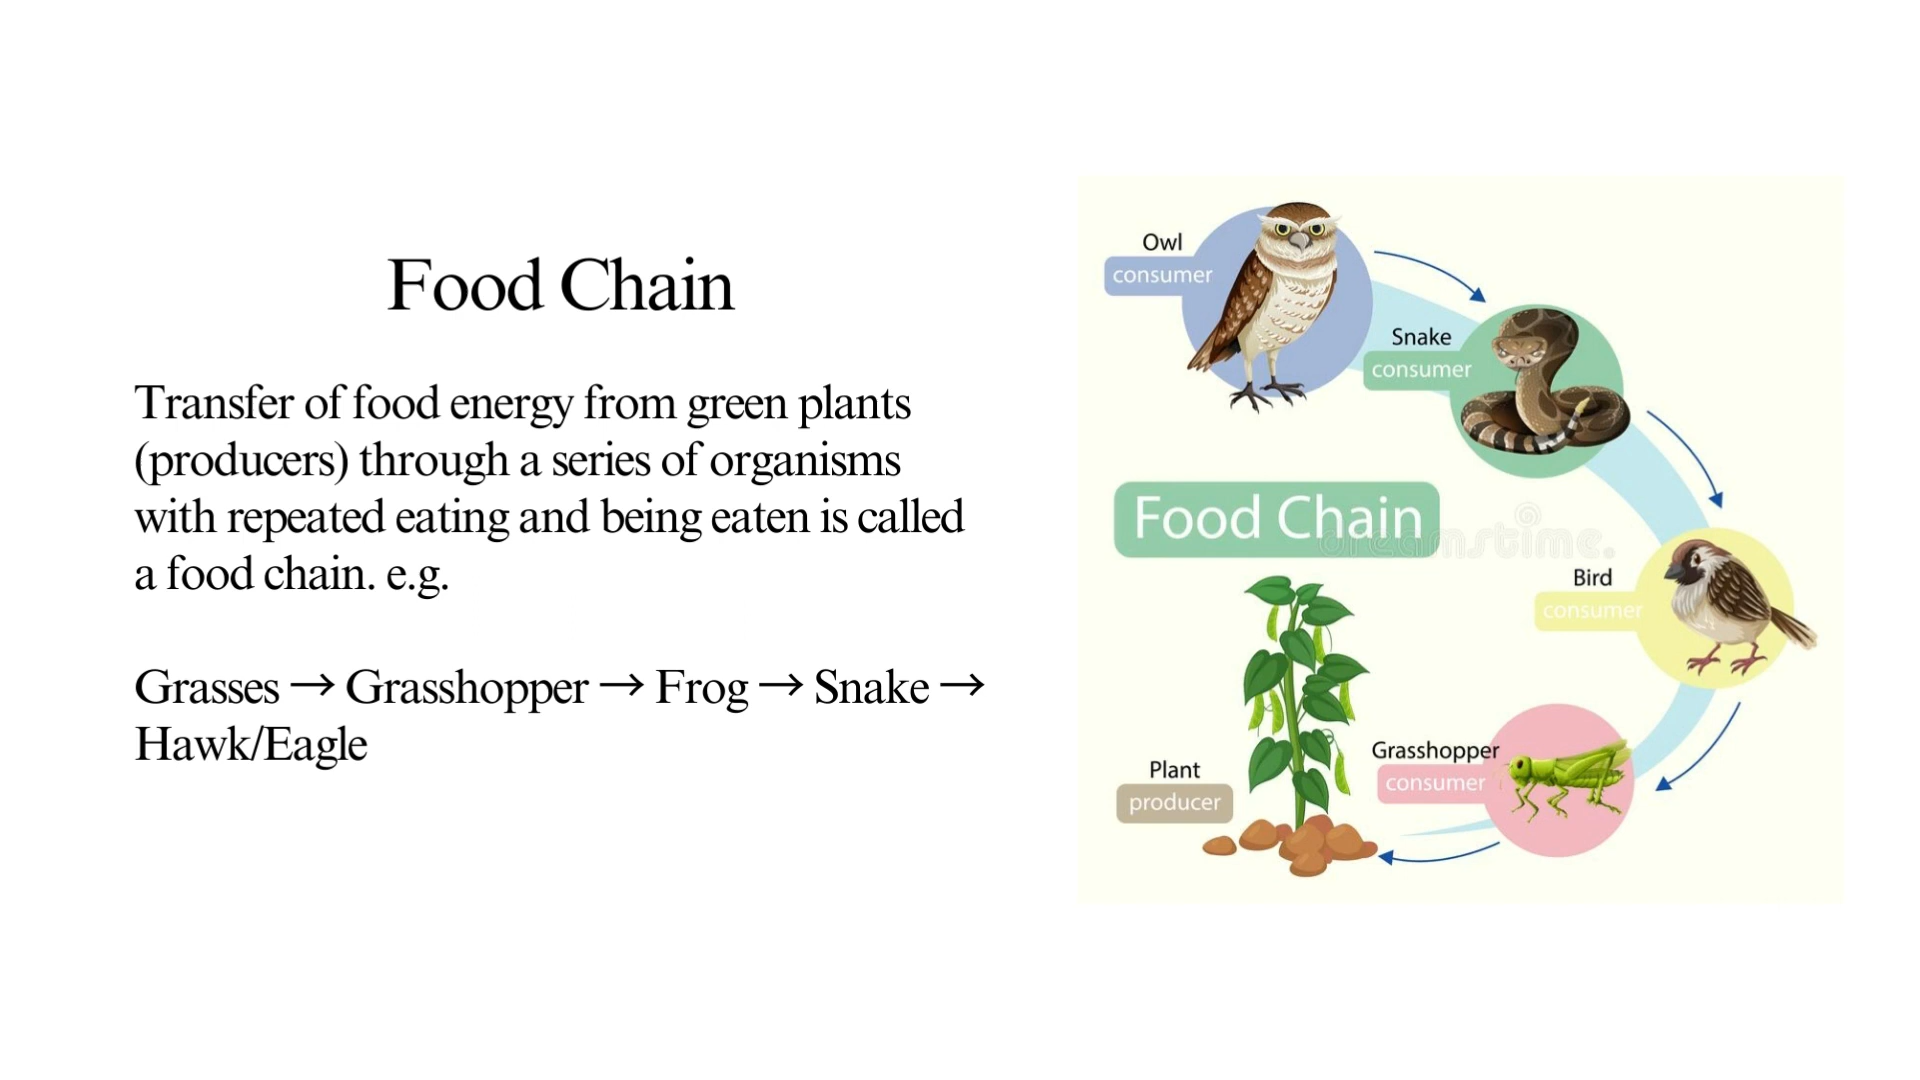 Food Chain
Transfer of food energy from green plants
(producers) through a series of organisms
with repeated eating and being eaten is called
a food chain. e.g.
Grasses → Grasshopper → Frog → Snake →
Hawk/Eagle
Owl
consumer
Snake
consumer
Food Chain
dreamstime.
Bird
consumer
Grasshopper
consumer
Plant
producer